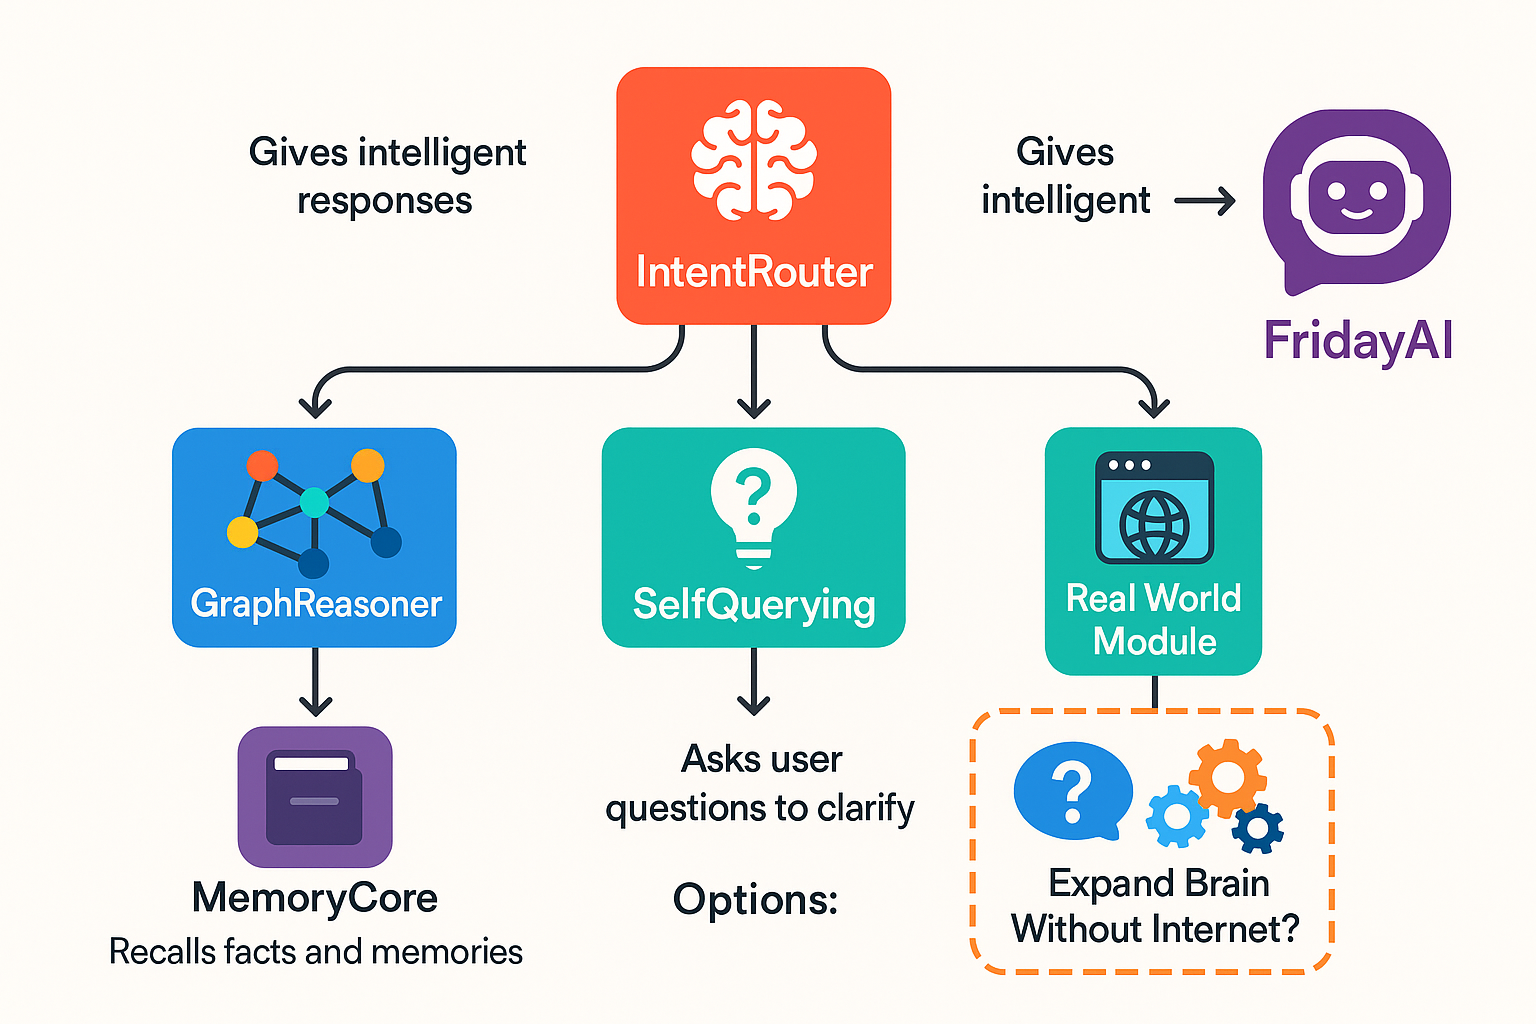 Gives intelligent
responses
IntentRouter
Gives
intelligent
FridayAI
GraphReasoner
SelfQuerying
Real World
Module
MemoryCore
Recalls facts and memories
Asks user
questions to clarify
Options:
?
Expand Brain
Without Internet?